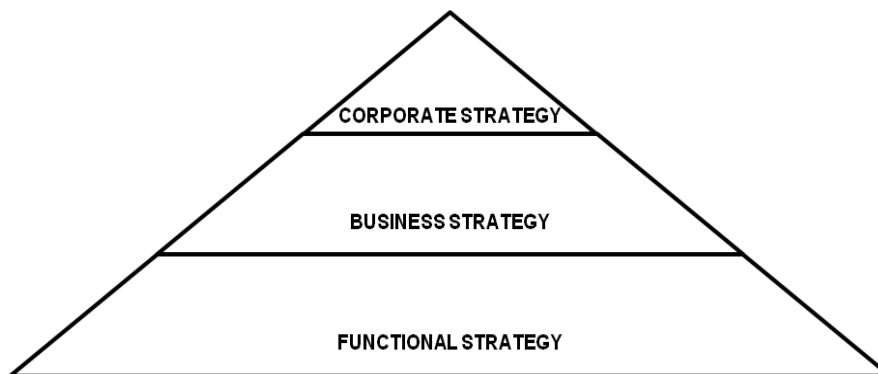 CORPORATE STRATEGY
BUSINESS STRATEGY
FUNCTIONAL STRATEGY